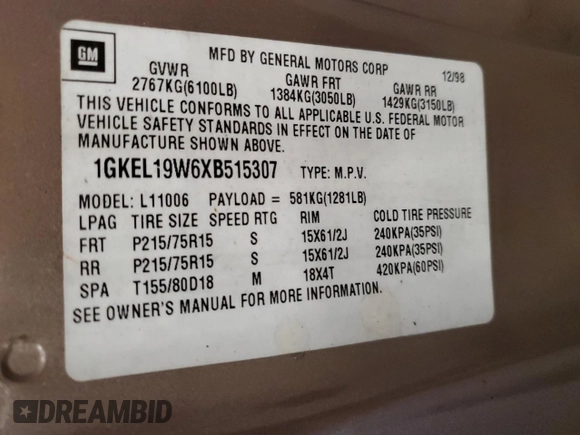 GM
MFD BY GENERAL MOTORS CORP 12/98
GVWR GAWR FRT GAWR RR
2767KG(6100LB) 1384KG(3050LB) 1429KG(3150LB)
THIS VEHICLE CONFORMS TO ALL APPLICABLE U.S. FEDERAL MOTOR
VEHICLE SAFETY STANDARDS IN EFFECT ON THE DATE OF
MANUFACTURE SHOWN ABOVE.
1GKEL19W6XB515307 TYPE: M.P.V.
MODEL: L11006 PAYLOAD = 581KG(1281LB)
LPAG TIRE SIZE SPEED RTG RIM COLD TIRE PRESSURE
FRT P215/75R15 S 15X61/2J 240KPA(35PSI)
RR P215/75R15 S 15X61/2J 240KPA(35PSI)
SPA T155/80D18 M 18X4T 420KPA(60PSI)
SEE OWNER'S MANUAL FOR MORE INFORMATION.
DREAMBID